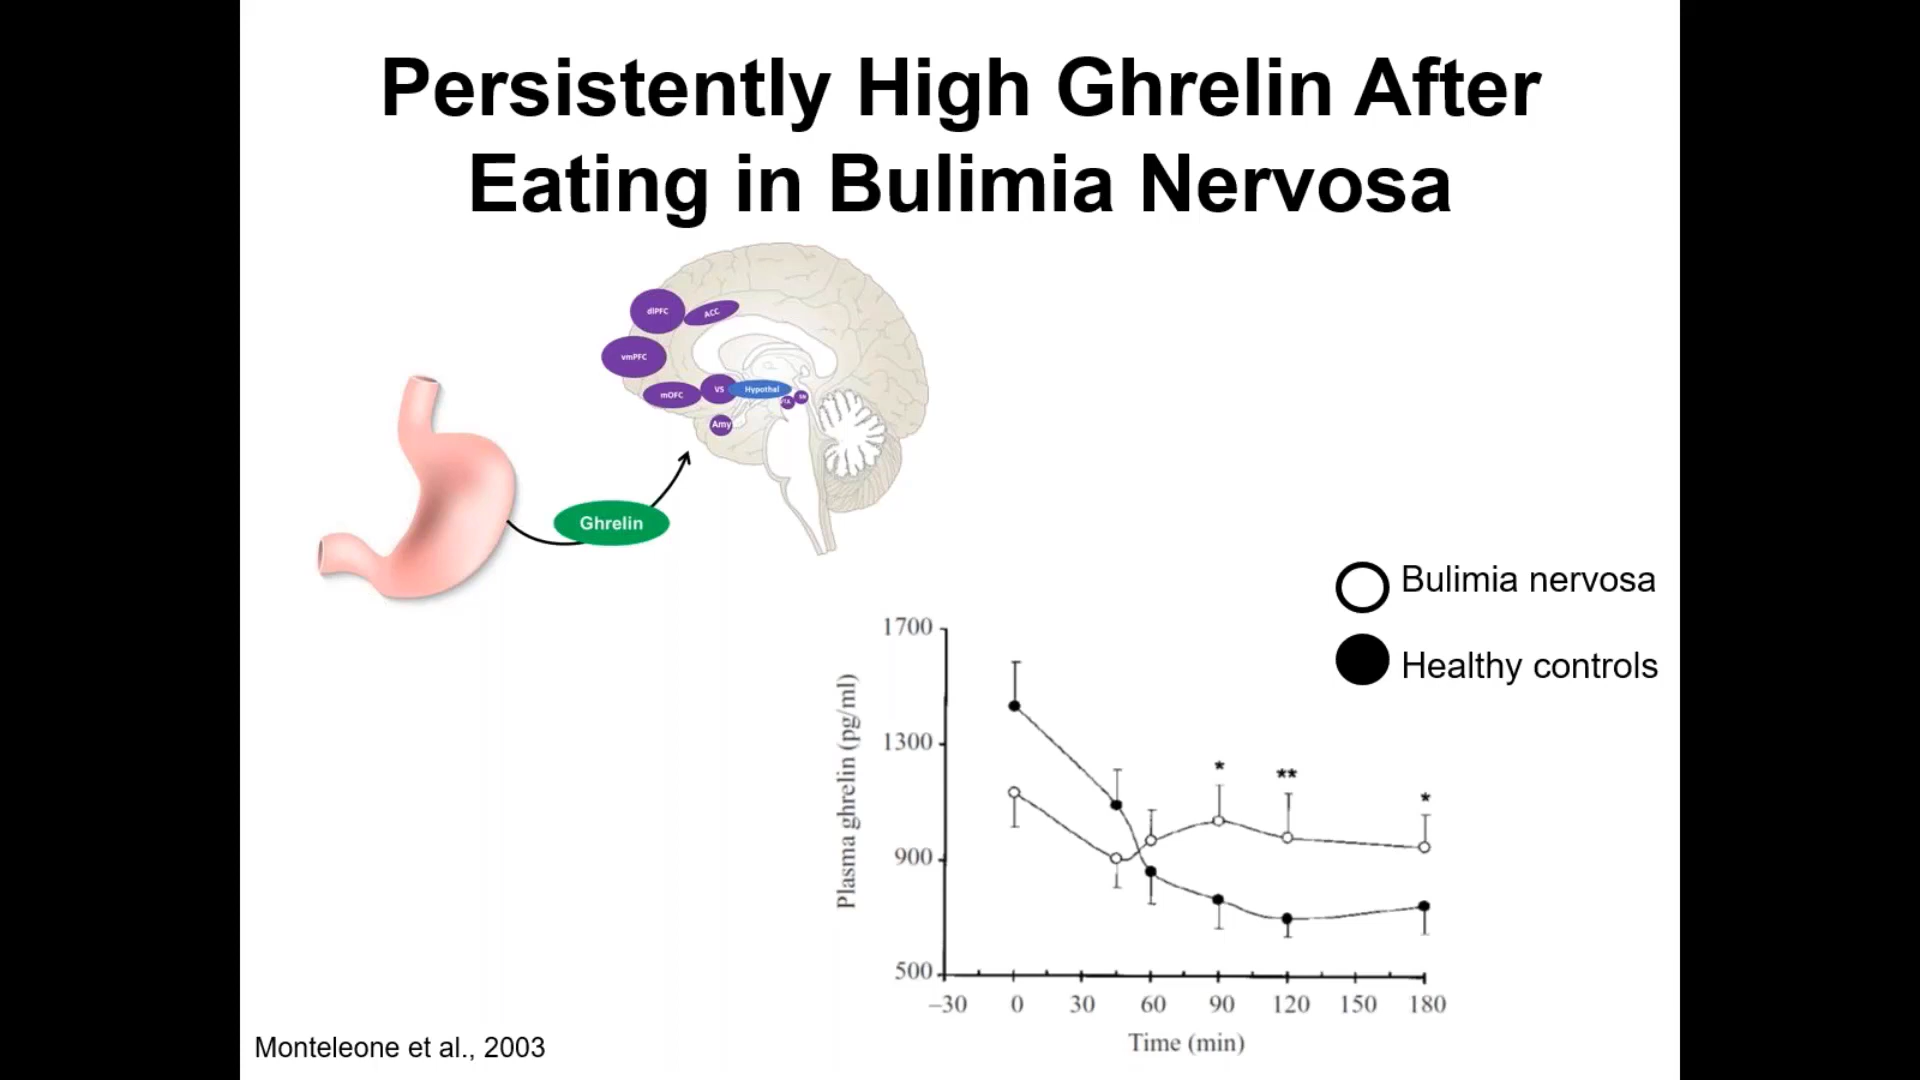 Persistently High Ghrelin After
Eating in Bulimia Nervosa
dlPFC
ACC
vmPFC
mOFC
VS
Hypothal
VTA
SN
Amy
Ghrelin
Bulimia nervosa
Healthy controls
1700
1300
900
500
Plasma ghrelin (pg/ml)
*
**
*
–30 0 30 60 90 120 150 180
Time (min)
Monteleone et al., 2003